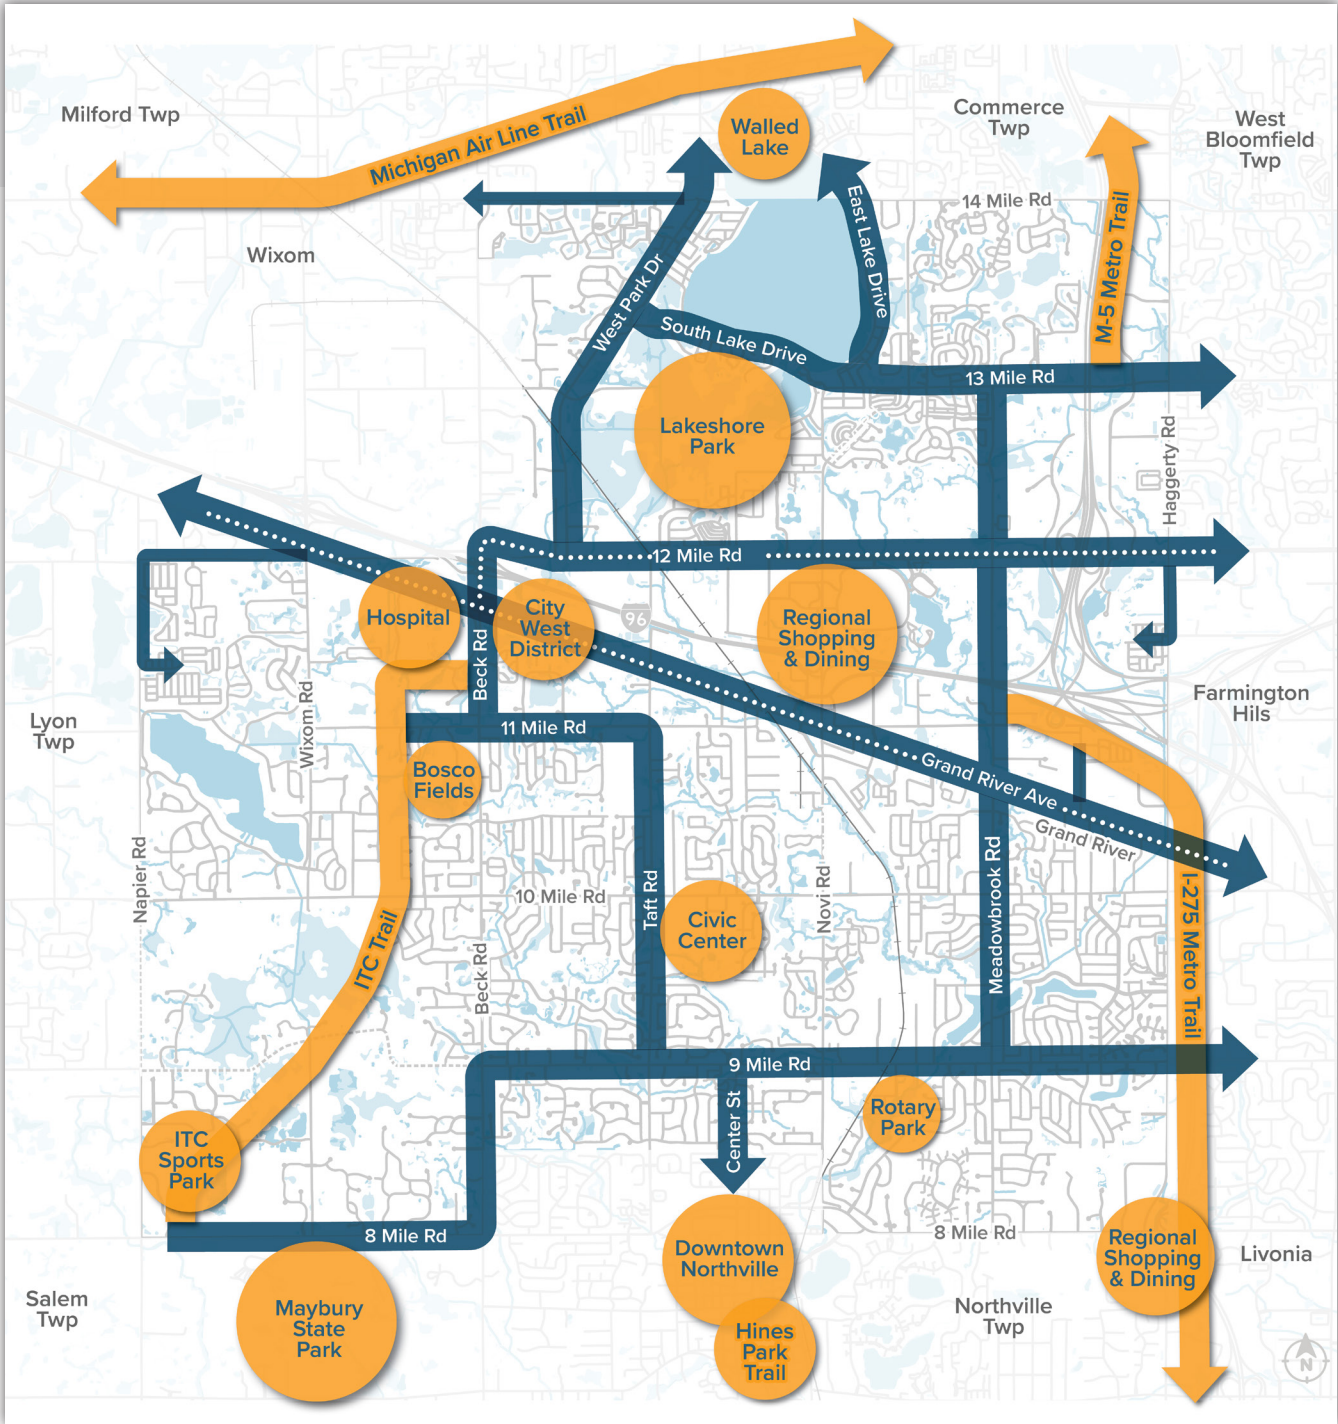 Milford Twp
Michigan Air Line Trail
Walled
Lake
Commerce
Twp
West
Bloomfield
Twp
14 Mile Rd
Wixom
West Park Dr
East Lake Drive
M-5 Metro Trail
South Lake Drive
13 Mile Rd
Lakeshore
Park
Haggerty Rd
12 Mile Rd
Hospital
City
West
District
96
Regional
Shopping
& Dining
Beck Rd
Wixom Rd
Farmington
Hills
Lyon
Twp
11 Mile Rd
Bosco
Fields
Grand River Ave
Grand River
Napier Rd
10 Mile Rd
Taft Rd
Civic
Center
Novi Rd
Meadowbrook Rd
I-275 Metro Trail
ITC Trail
Beck Rd
9 Mile Rd
Center St
Rotary
Park
ITC
Sports
Park
8 Mile Rd
8 Mile Rd
Downtown
Northville
Regional
Shopping
& Dining
Livonia
Salem
Twp
Maybury
State
Park
Northville
Twp
Hines
Park
Trail
N